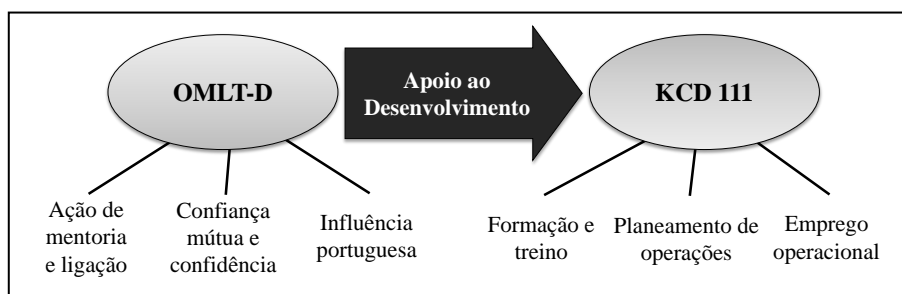 OMLT-D
Apoio ao
Desenvolvimento
KCD 111
Ação de
mentoria
e ligação
Confiança
mútua e
confidência
Influência
portuguesa
Formação e
treino
Planeamento de
operações
Emprego
operacional